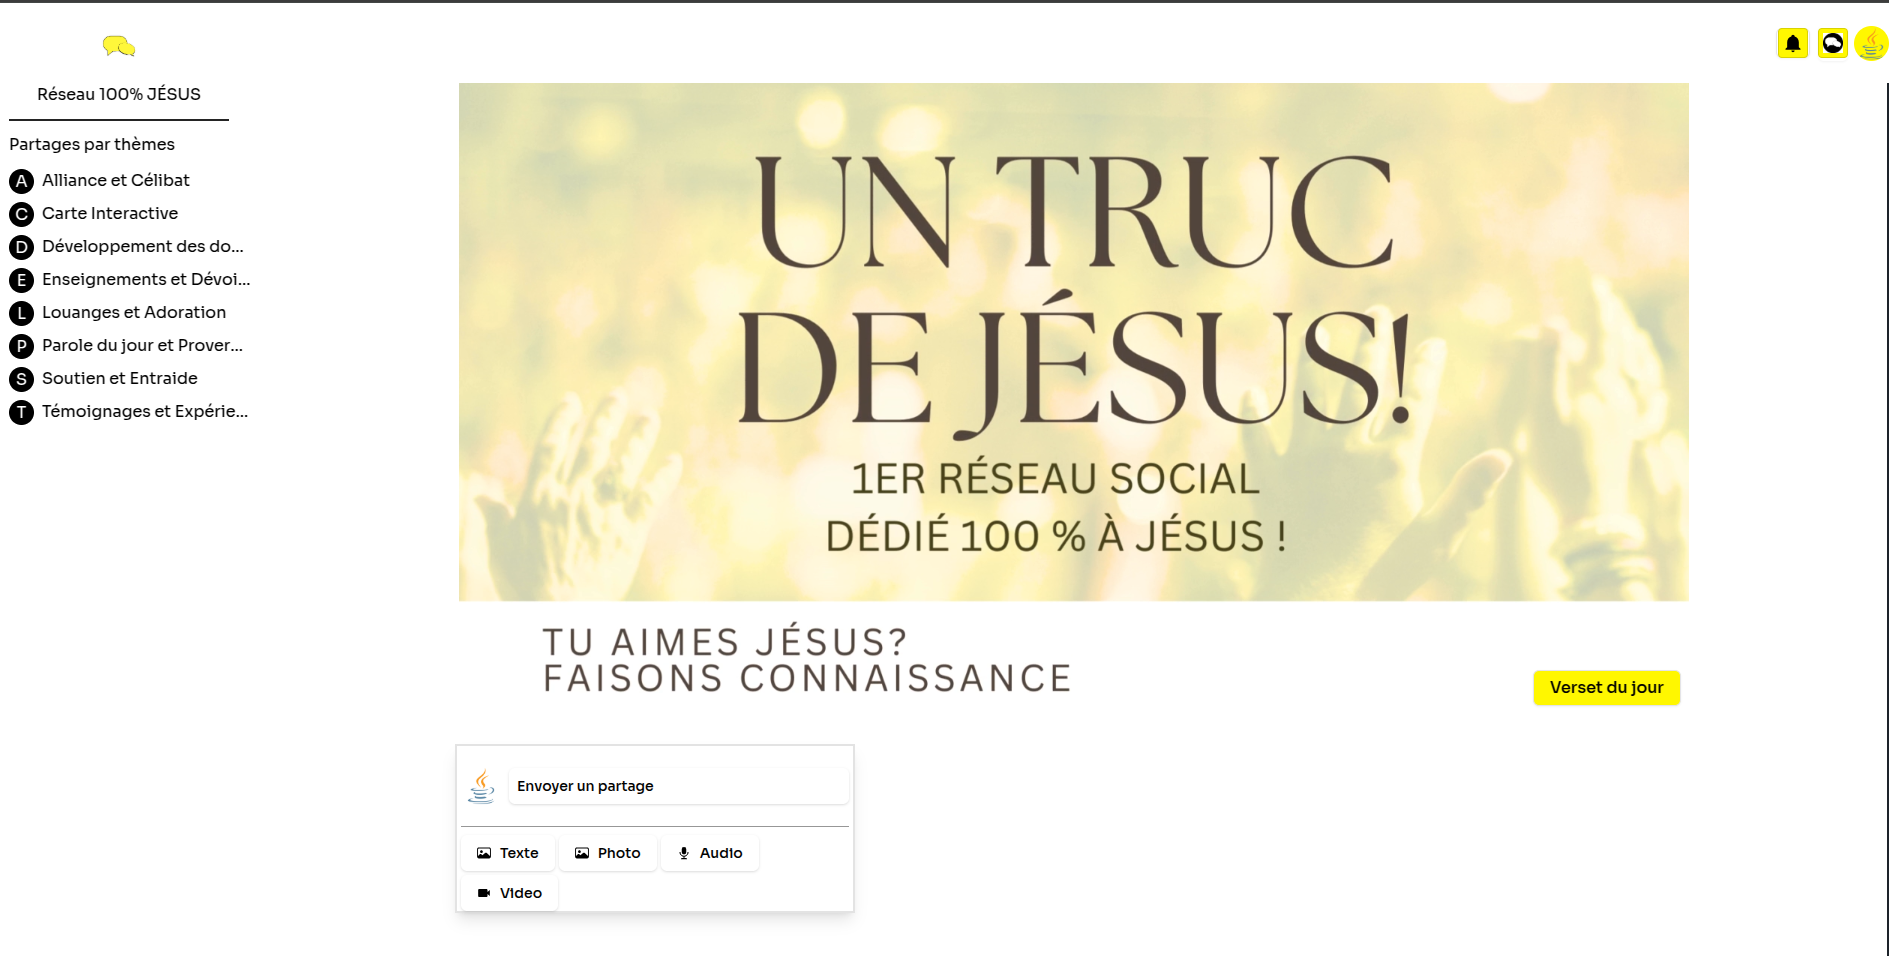 Réseau 100% JÉSUS
Partages par thèmes
A Alliance et Célibat
C Carte Interactive
D Développement des do...
E Enseignements et Dévoi...
L Louanges et Adoration
P Parole du jour et Prover...
S Soutien et Entraide
T Témoignages et Expérie...
UN TRUC
DE JÉSUS!
1ER RÉSEAU SOCIAL
DÉDIÉ 100 % À JÉSUS !
TU AIMES JÉSUS?
FAISONS CONNAISSANCE
Verset du jour
Envoyer un partage
Texte
Photo
Audio
Video